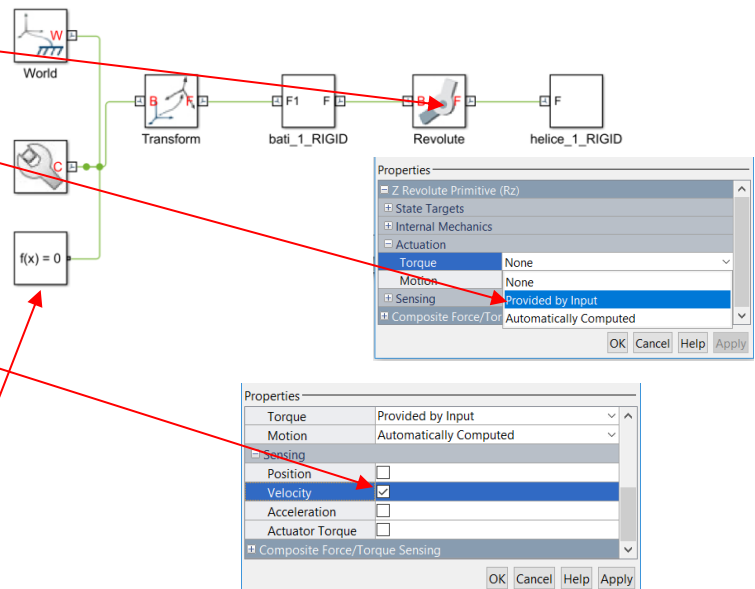 W
World
C
f(x) = 0
B F
Transform
F1 F
bati_1_RIGID
B F
Revolute
F
helice_1_RIGID
Properties
Z Revolute Primitive (Rz)
State Targets
Internal Mechanics
Actuation
Torque None
Motion None
Sensing Provided by Input
Composite Force/Tor Automatically Computed
OK Cancel Help Apply
Properties
Torque Provided by Input
Motion Automatically Computed
Sensing
Position
Velocity
Acceleration
Actuator Torque
Composite Force/Torque Sensing
OK Cancel Help Apply